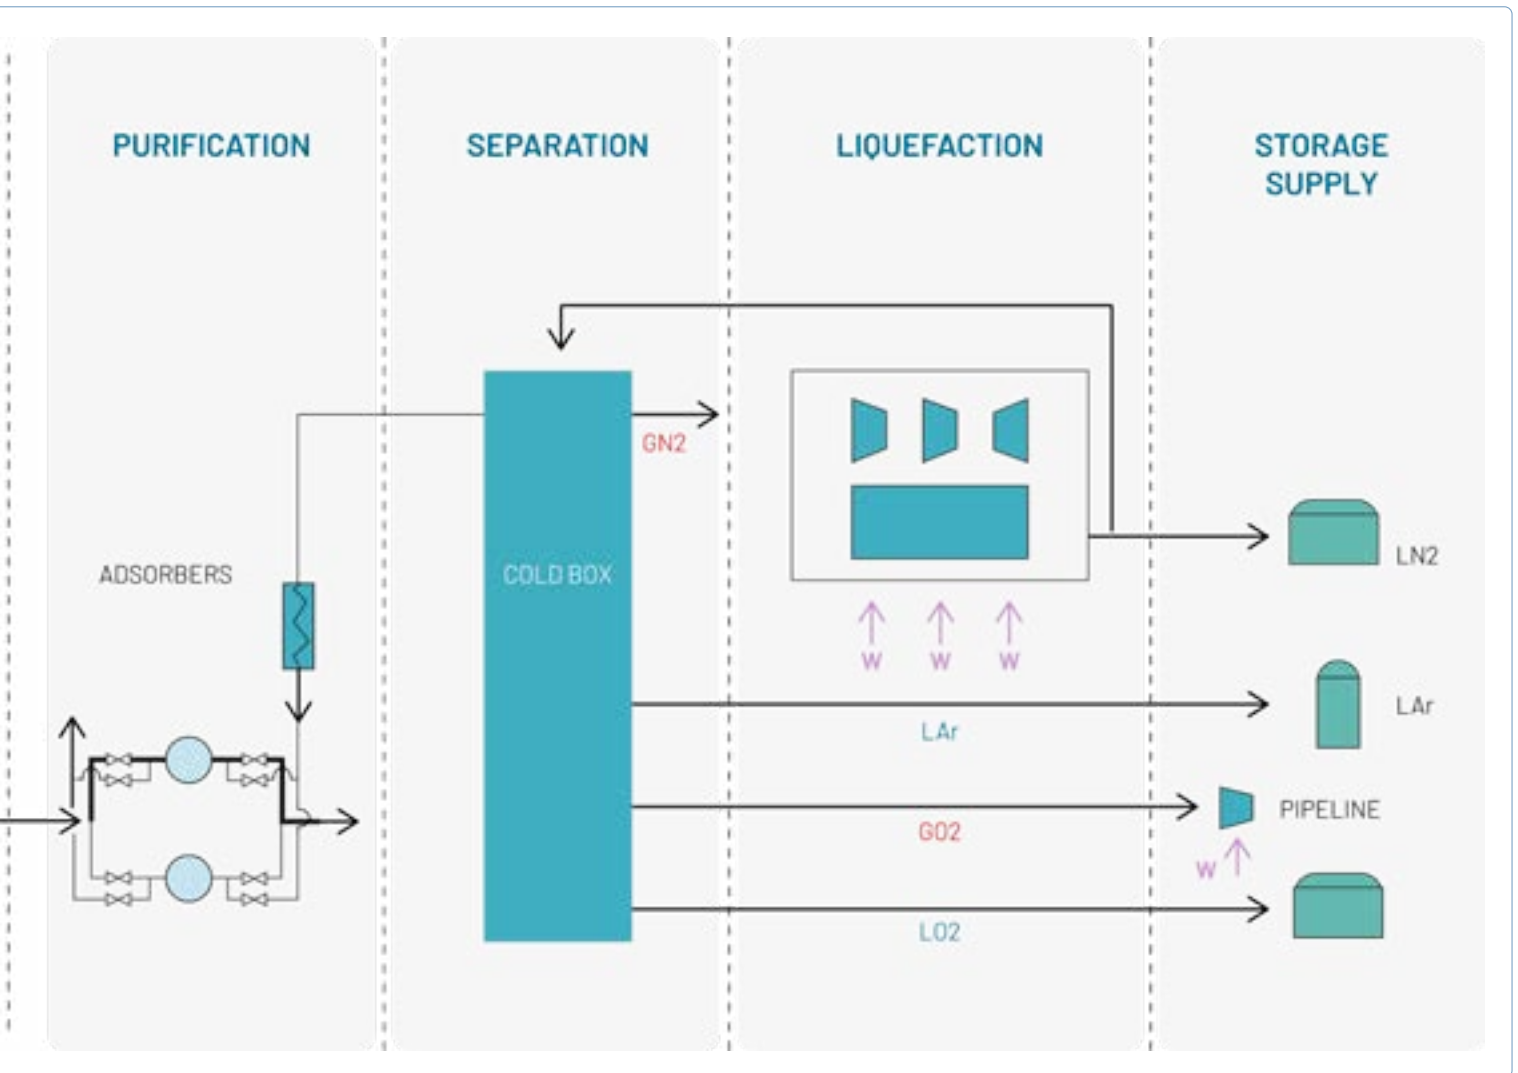 PURIFICATION
SEPARATION
LIQUEFACTION
STORAGE
SUPPLY
GN2
ADSORBERS
COLD BOX
LN2
W W W
LAr
LAr
PIPELINE
GO2
W
LO2